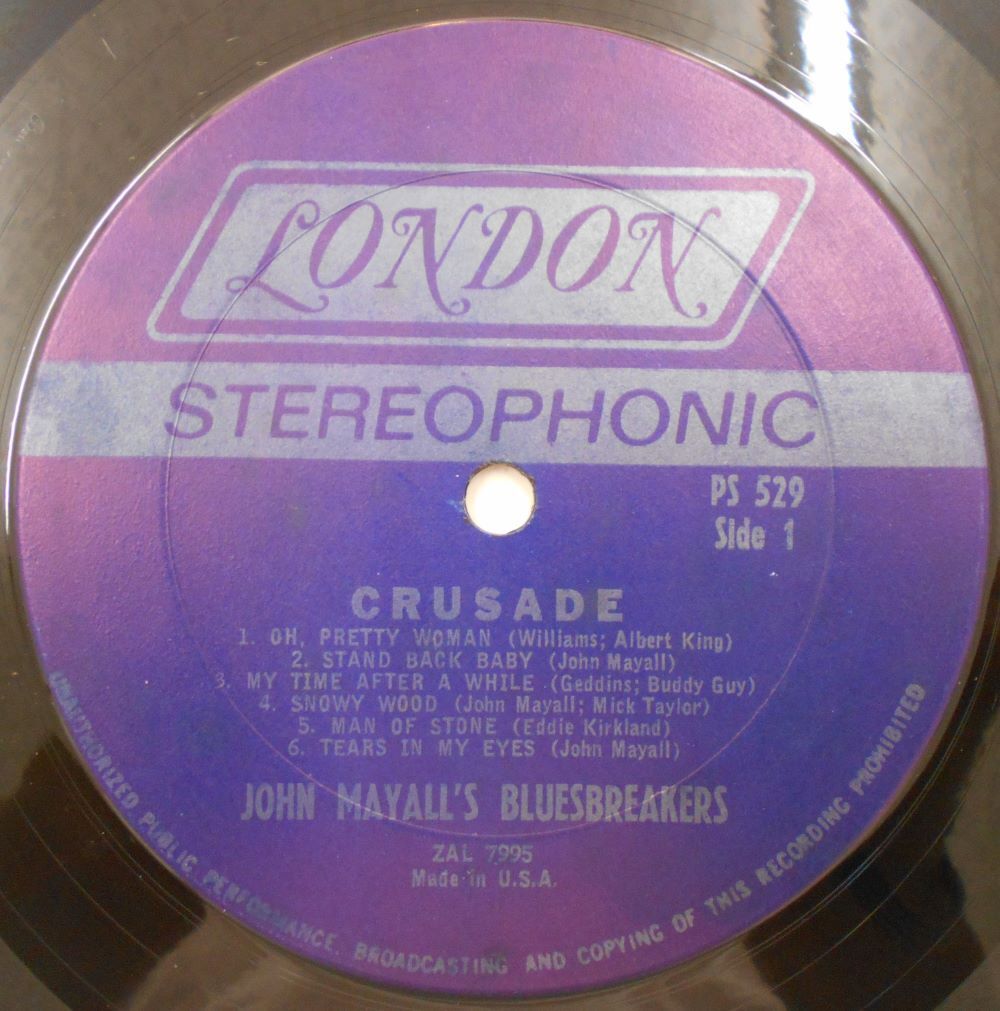 LONDON
STEREOPHONIC
PS 529
Side 1
CRUSADE
1. OH, PRETTY WOMAN (Williams; Albert King)
2. STAND BACK BABY (John Mayall)
3. MY TIME AFTER A WHILE (Geddins; Buddy Guy)
4. SNOWY WOOD (John Mayall; Mick Taylor)
5. MAN OF STONE (Eddie Kirkland)
6. TEARS IN MY EYES (John Mayall)
JOHN MAYALL'S BLUESBREAKERS
ZAL 7995
Made in U.S.A.
UNAUTHORIZED PUBLIC PERFORMANCE, BROADCASTING AND COPYING OF THIS RECORDING PROHIBITED